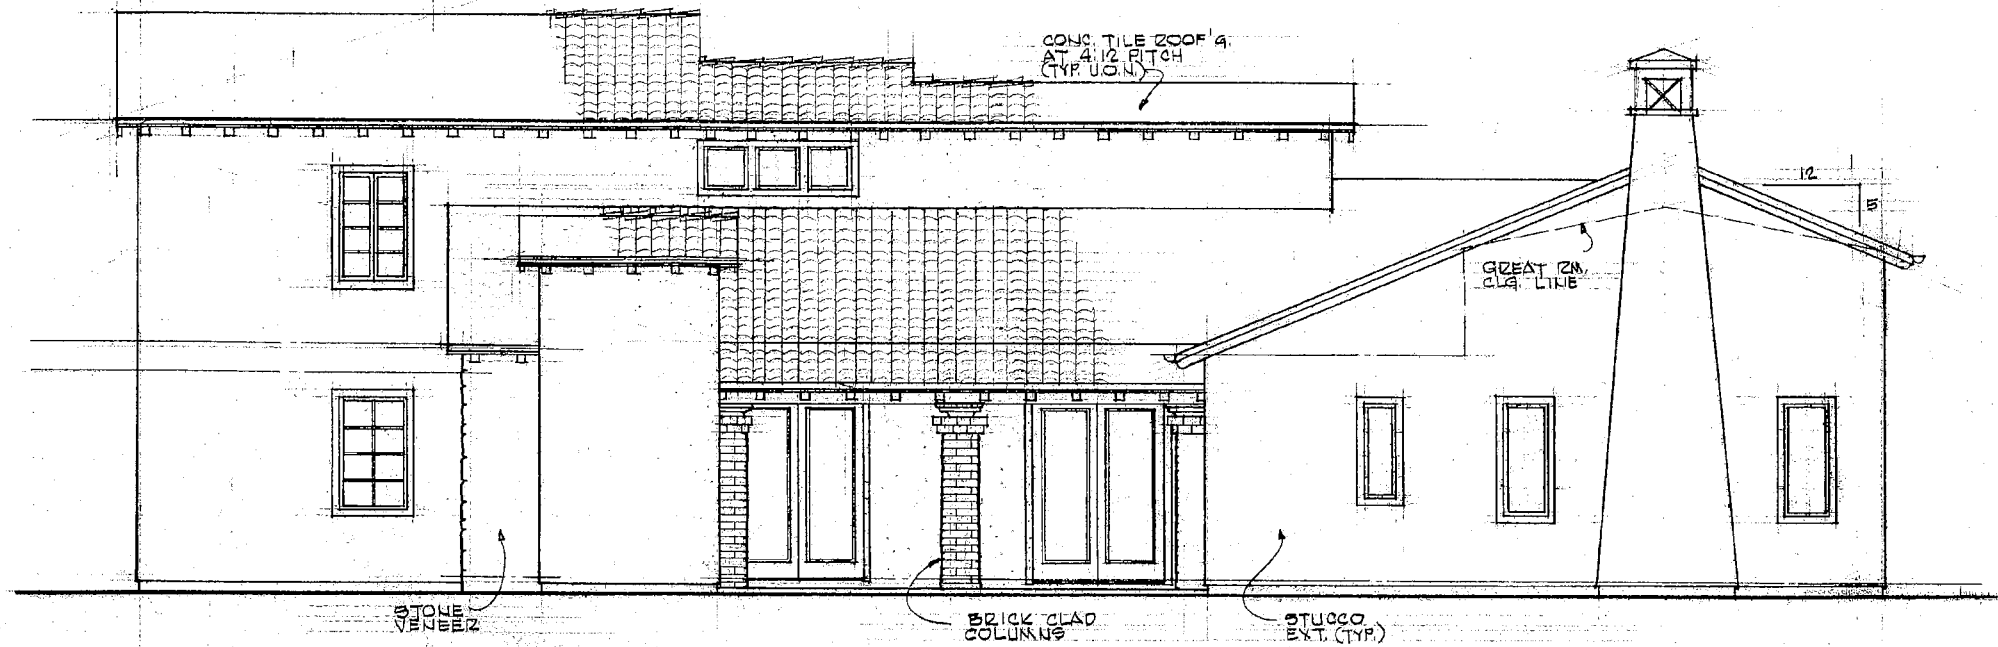 CONC. TILE ROOF'G.
AT 4:12 PITCH
(TYP. U.O.N.)
12
5
GREAT RM.
CLG. LINE
STONE
VENEER
BRICK CLAD
COLUMNS
STUCCO
EXT. (TYP.)